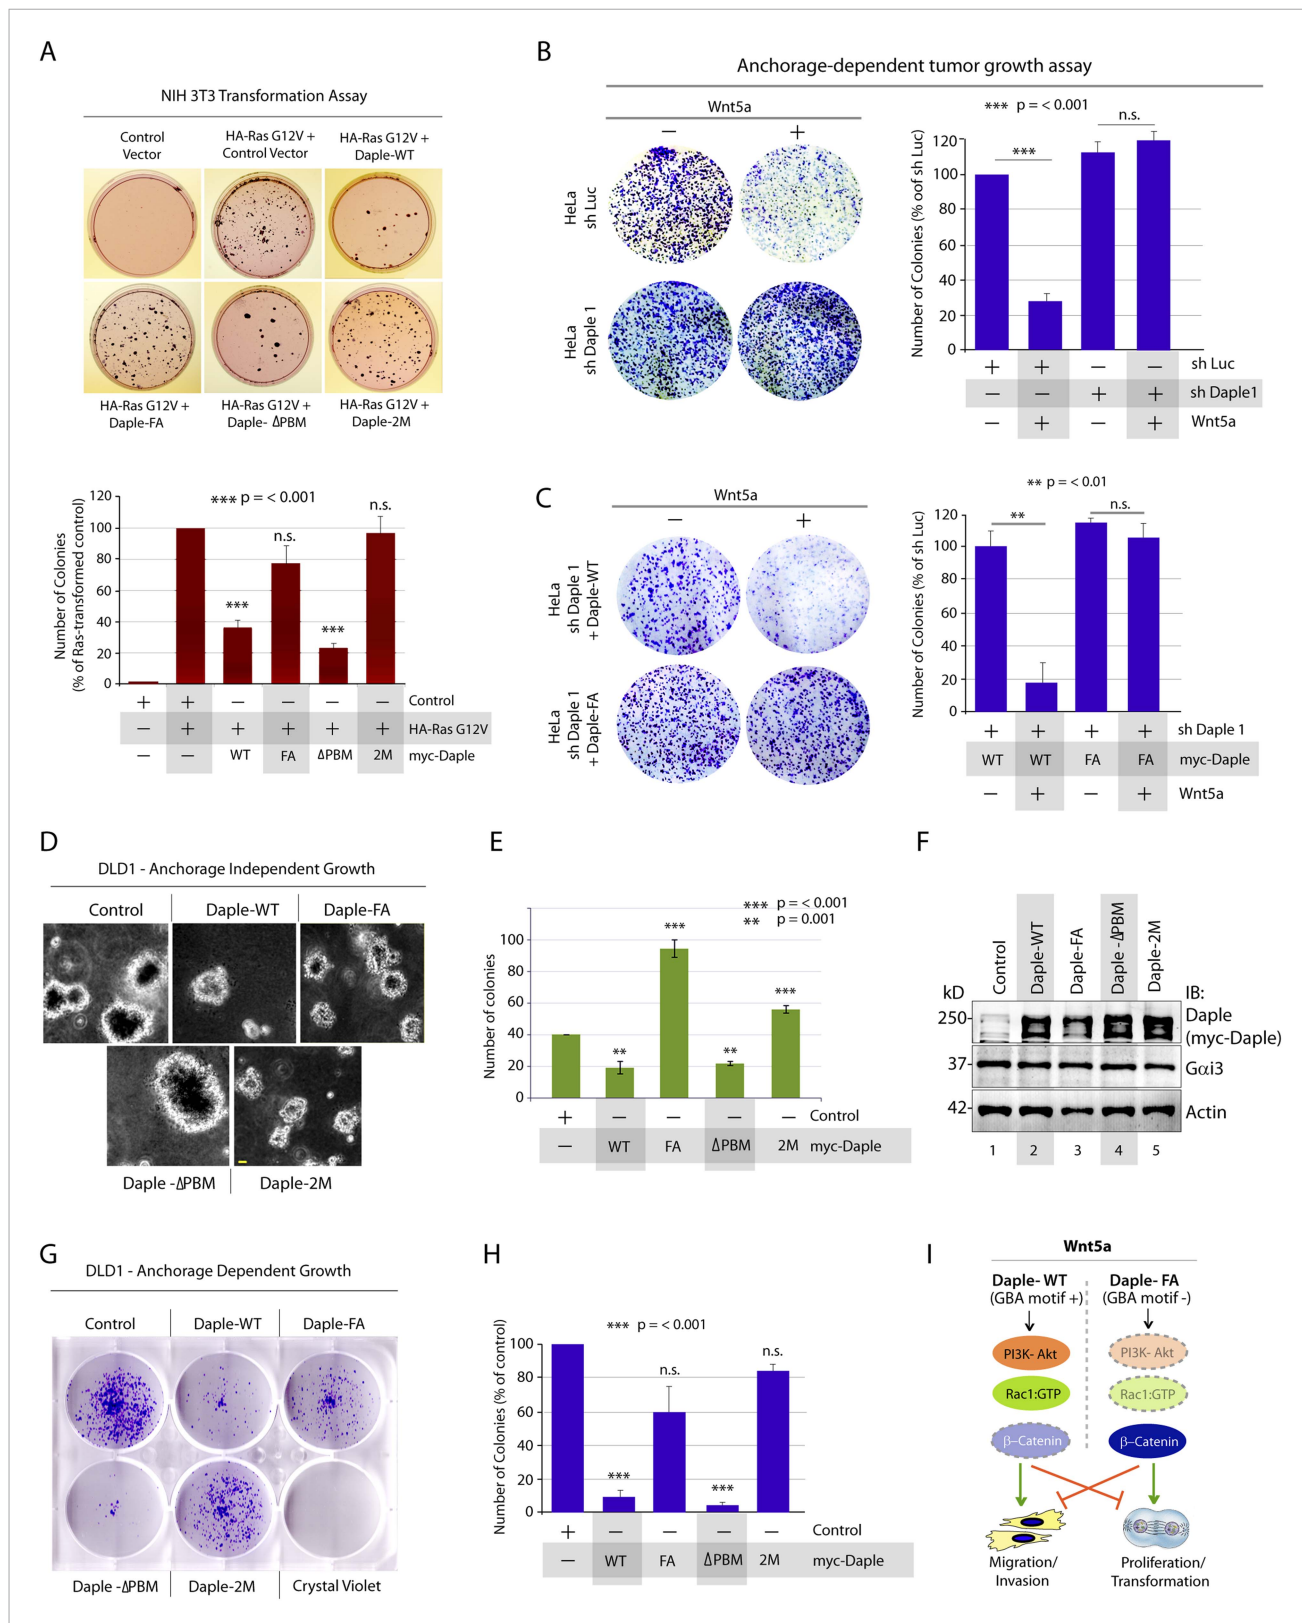 A
NIH 3T3 Transformation Assay
Control
Vector
HA-Ras G12V +
Control Vector
HA-Ras G12V +
Daple-WT
HA-Ras G12V +
Daple-FA
HA-Ras G12V +
Daple- ΔPBM
HA-Ras G12V +
Daple-2M
Number of Colonies
(% of Ras-transformed control)
120
100
80
60
40
20
0
*** p = < 0.001
***
n.s.
***
n.s.
+ + − − − − Control
− + + + + + HA-Ras G12V
− − WT FA ΔPBM 2M myc-Daple
B
Anchorage-dependent tumor growth assay
Wnt5a
− +
HeLa
sh Luc
HeLa
sh Daple 1
Number of Colonies (% oof sh Luc)
120
100
80
60
40
20
0
*** p = < 0.001
***
n.s.
+ + − − sh Luc
− − + + sh Daple1
− + − + Wnt5a
C
Wnt5a
− +
HeLa
sh Daple 1
+ Daple-WT
HeLa
sh Daple 1
+ Daple-FA
Number of Colonies (% of sh Luc)
120
100
80
60
40
20
0
** p = < 0.01
**
n.s.
+ + + + sh Daple 1
WT WT FA FA myc-Daple
− + − + Wnt5a
D
DLD1 - Anchorage Independent Growth
Control Daple-WT Daple-FA
Daple -ΔPBM Daple-2M
E
Number of colonies
100
80
60
40
20
0
*** p = < 0.001
** p = 0.001
**
***
**
***
+ − − − − Control
− WT FA ΔPBM 2M myc-Daple
F
Control
Daple-WT
Daple-FA
Daple -ΔPBM
Daple-2M
kD
IB:
250
Daple
(myc-Daple)
37
Gαi3
42
Actin
1 2 3 4 5
G
DLD1 - Anchorage Dependent Growth
Control Daple-WT Daple-FA
Daple -ΔPBM Daple-2M Crystal Violet
H
Number of Colonies (% of control)
100
80
60
40
20
0
*** p = < 0.001
***
n.s.
***
n.s.
+ − − − − Control
− WT FA ΔPBM 2M myc-Daple
I
Wnt5a
Daple- WT
(GBA motif +)
Daple- FA
(GBA motif -)
PI3K- Akt PI3K- Akt
Rac1:GTP Rac1:GTP
β–Catenin β–Catenin
Migration/
Invasion
Proliferation/
Transformation